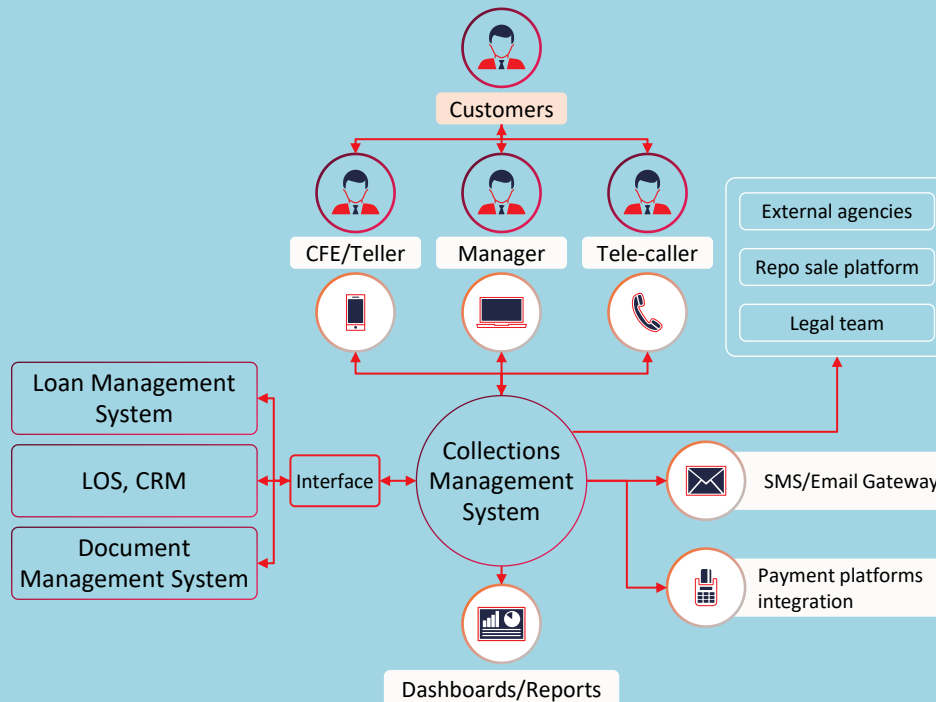 Customers
CFE/Teller
Manager
Tele-caller
External agencies
Repo sale platform
Legal team
Loan Management
System
LOS, CRM
Document
Management System
Interface
Collections
Management
System
SMS/Email Gateway
Payment platforms
integration
Dashboards/Reports